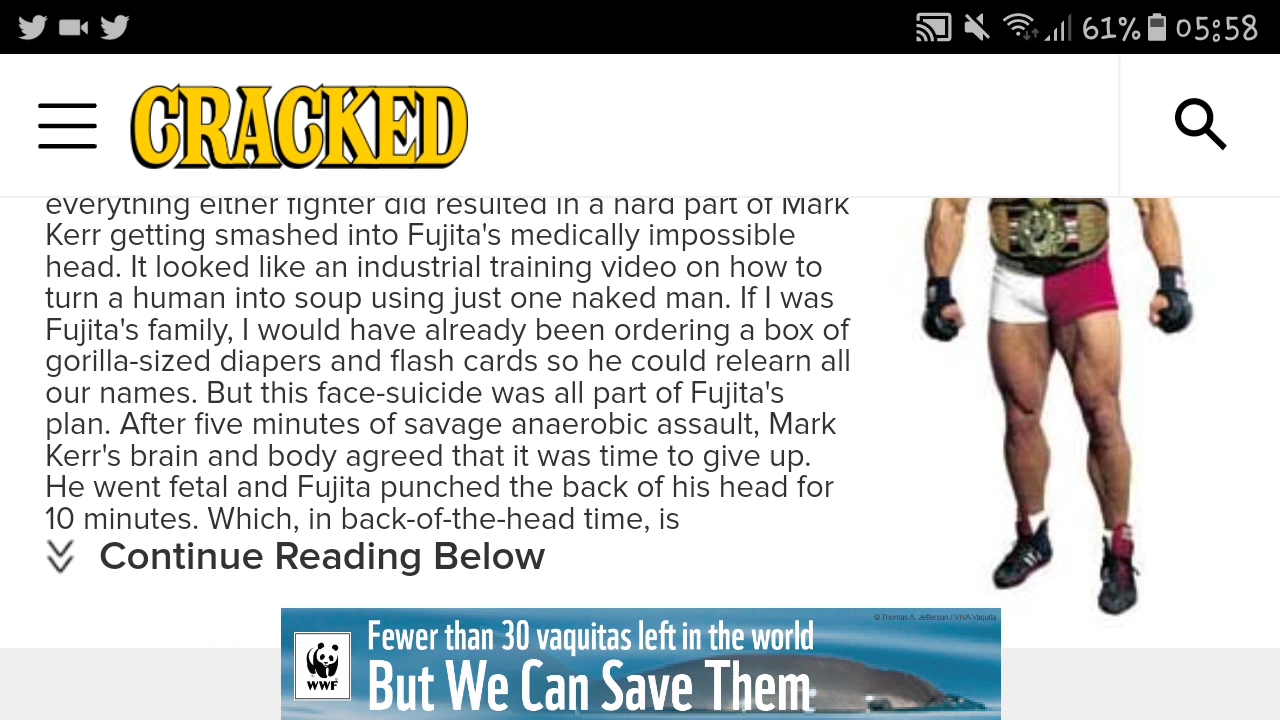 61% 05:58
CRACKED
everything either fighter did resulted in a hard part of Mark
Kerr getting smashed into Fujita's medically impossible
head. It looked like an industrial training video on how to
turn a human into soup using just one naked man. If I was
Fujita's family, I would have already been ordering a box of
gorilla-sized diapers and flash cards so he could relearn all
our names. But this face-suicide was all part of Fujita's
plan. After five minutes of savage anaerobic assault, Mark
Kerr's brain and body agreed that it was time to give up.
He went fetal and Fujita punched the back of his head for
10 minutes. Which, in back-of-the-head time, is
Continue Reading Below
© Thomas A. Jefferson / VIVA Vaquita
Fewer than 30 vaquitas left in the world
But We Can Save Them
WWF